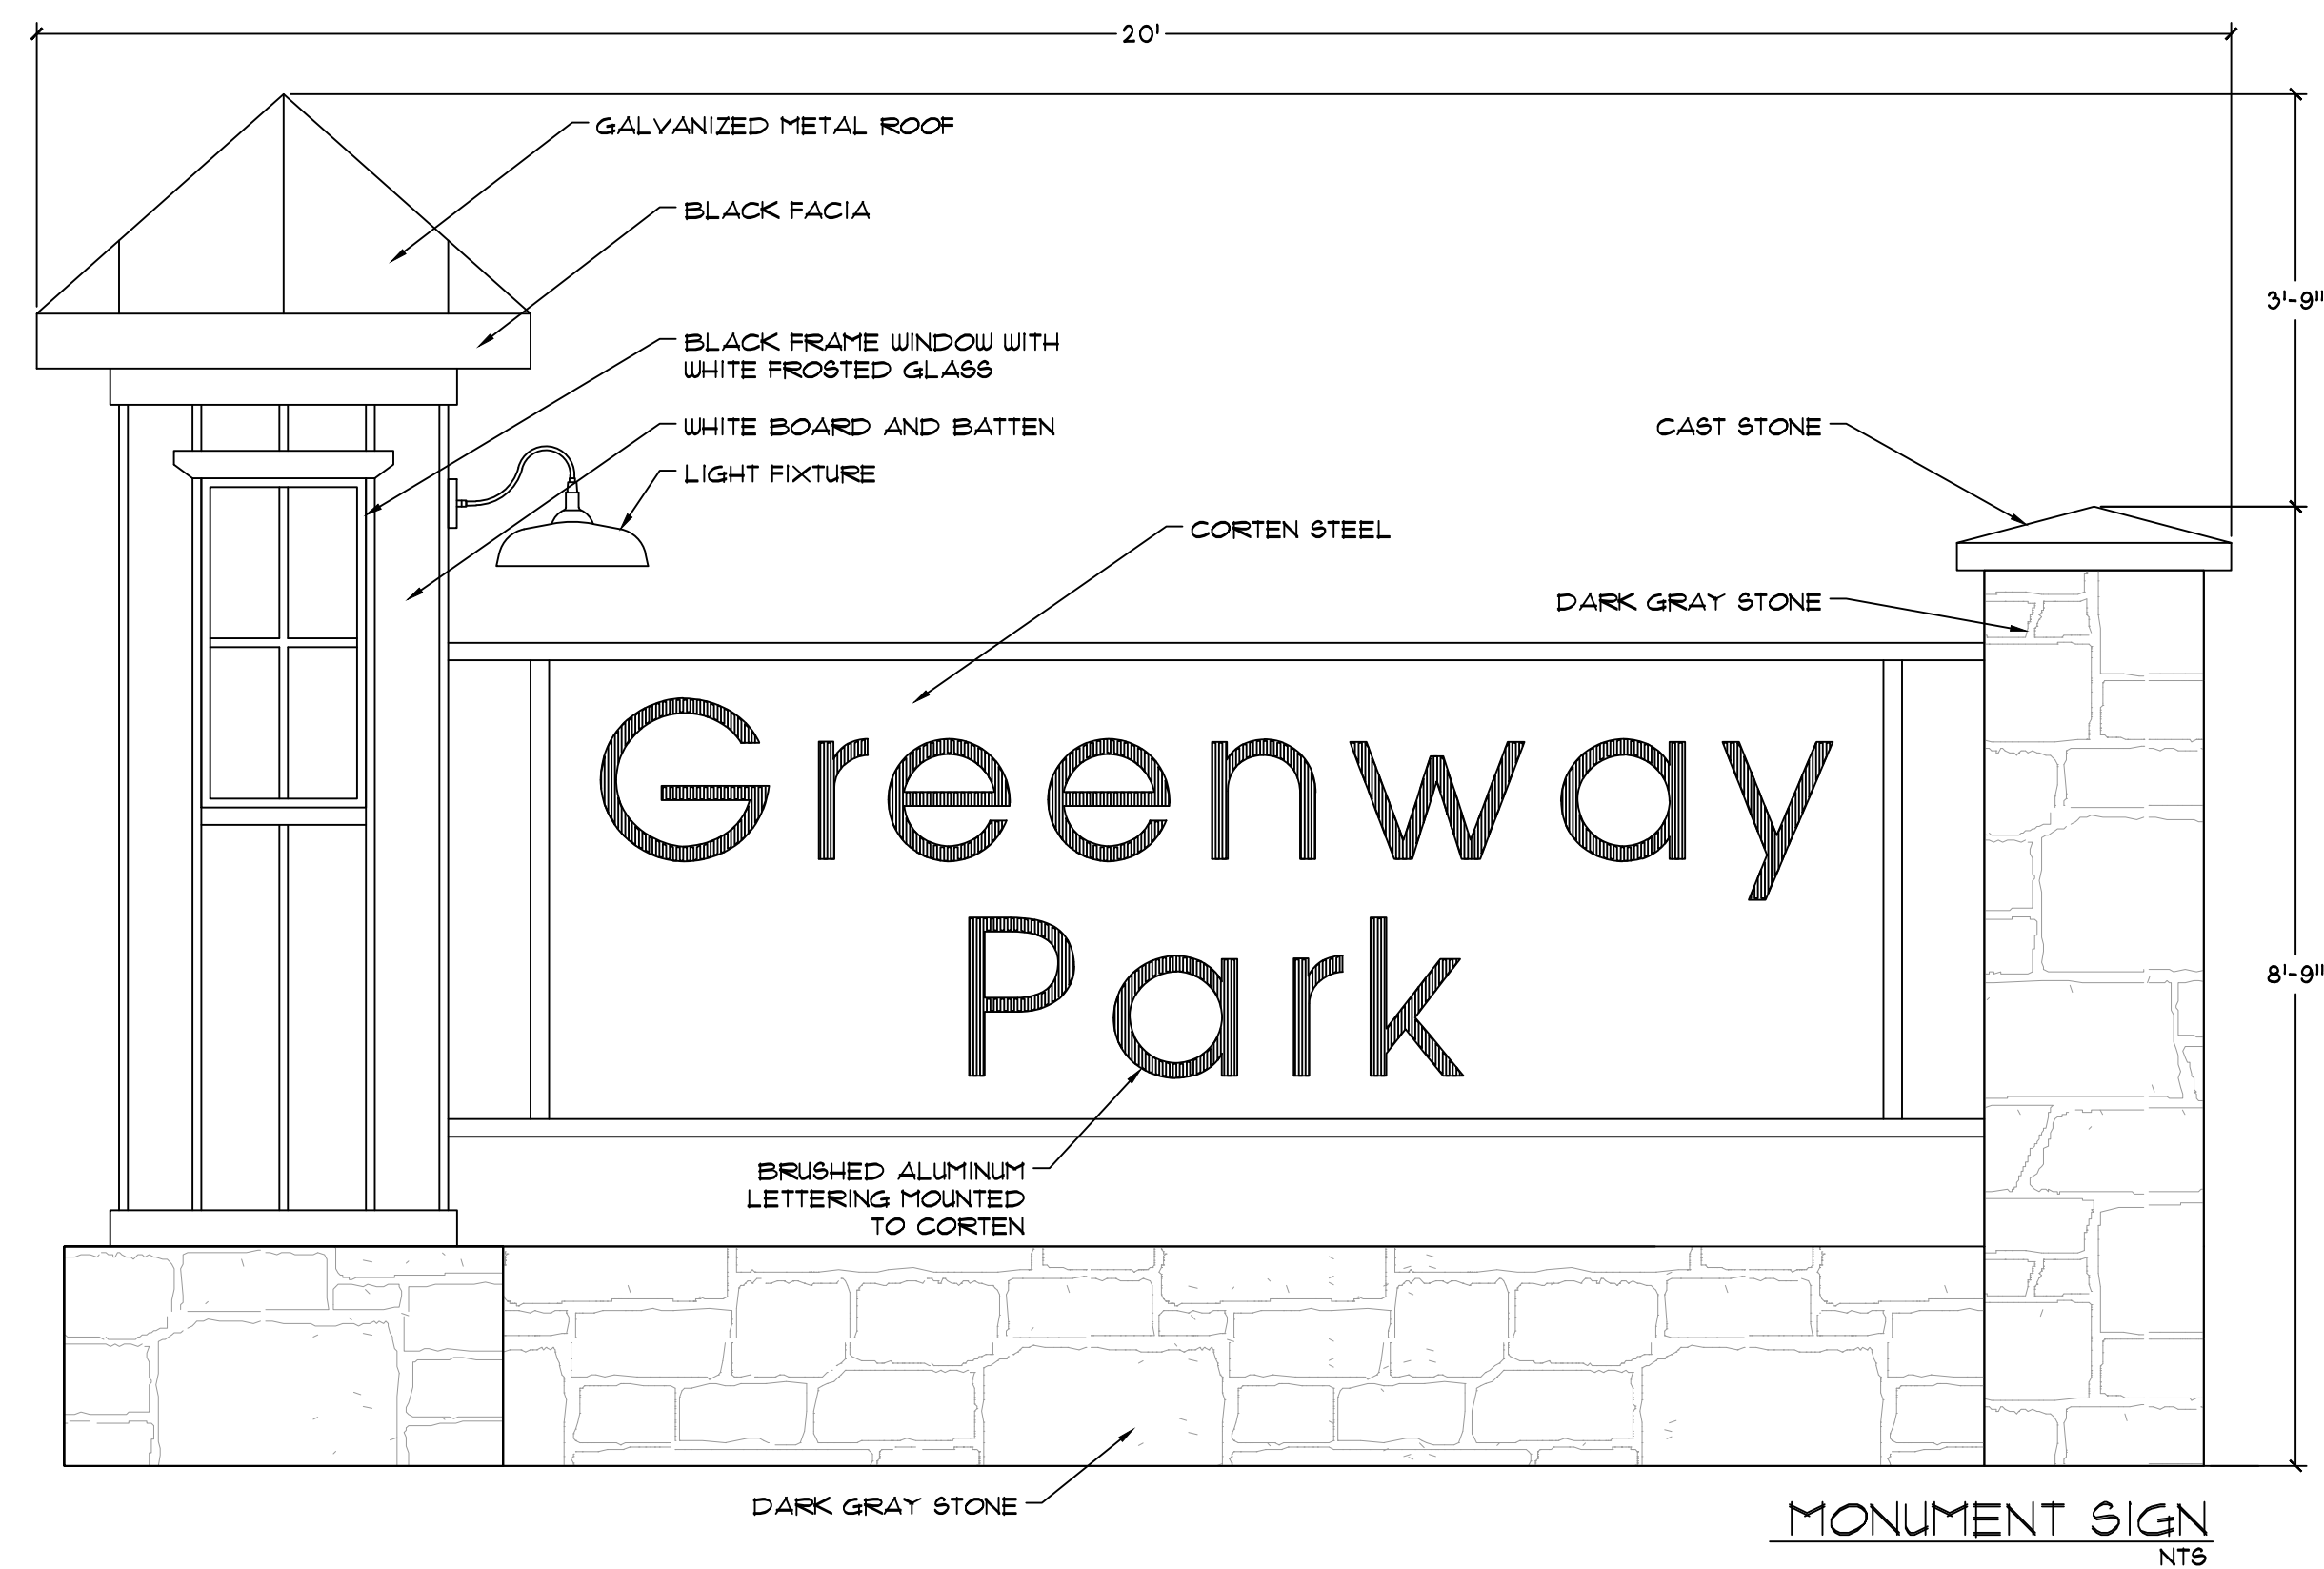 20'
GALVANIZED METAL ROOF
BLACK FACIA
3'-9"
BLACK FRAME WINDOW WITH
WHITE FROSTED GLASS
WHITE BOARD AND BATTEN
CAST STONE
LIGHT FIXTURE
CORTEN STEEL
DARK GRAY STONE
Greenway
Park
8'-9"
BRUSHED ALUMINUM
LETTERING MOUNTED
TO CORTEN
DARK GRAY STONE
MONUMENT SIGN
NTS